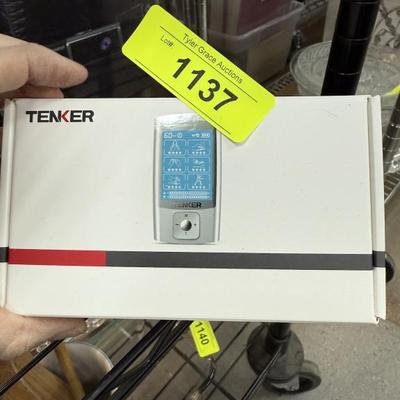 Tyler Grace Auctions
Lot#:
1137
TENKER
TENKER
1140